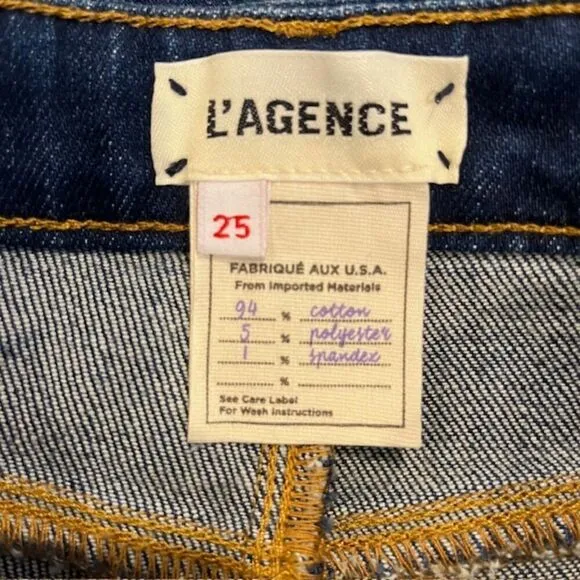 L'AGENCE
25
FABRIQUÉ AUX U.S.A.
From Imported Materials
94 % cotton
5 % polyester
1 % spandex
%
See Care Label
For Wash Instructions